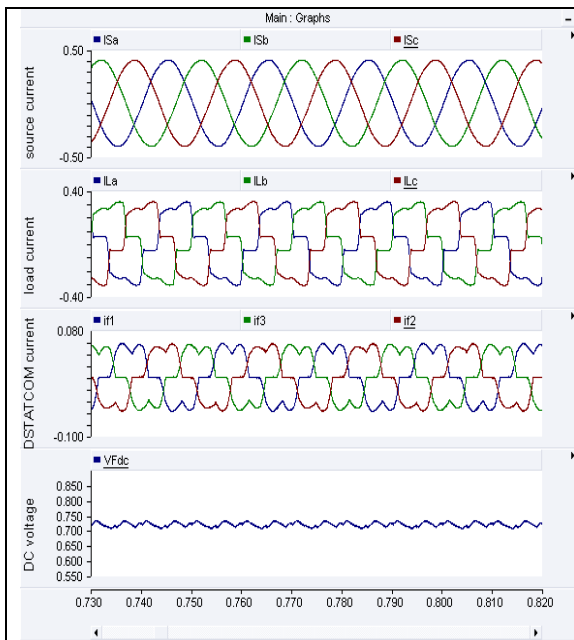 Main : Graphs
ISa ISb ISc
source current
0.50
-0.50
ILa ILb ILc
load current
0.40
-0.40
if1 if3 if2
DSTATCOM current
0.080
-0.100
VFdc
DC voltage
0.850
0.800
0.750
0.700
0.650
0.600
0.550
0.730 0.740 0.750 0.760 0.770 0.780 0.790 0.800 0.810 0.820